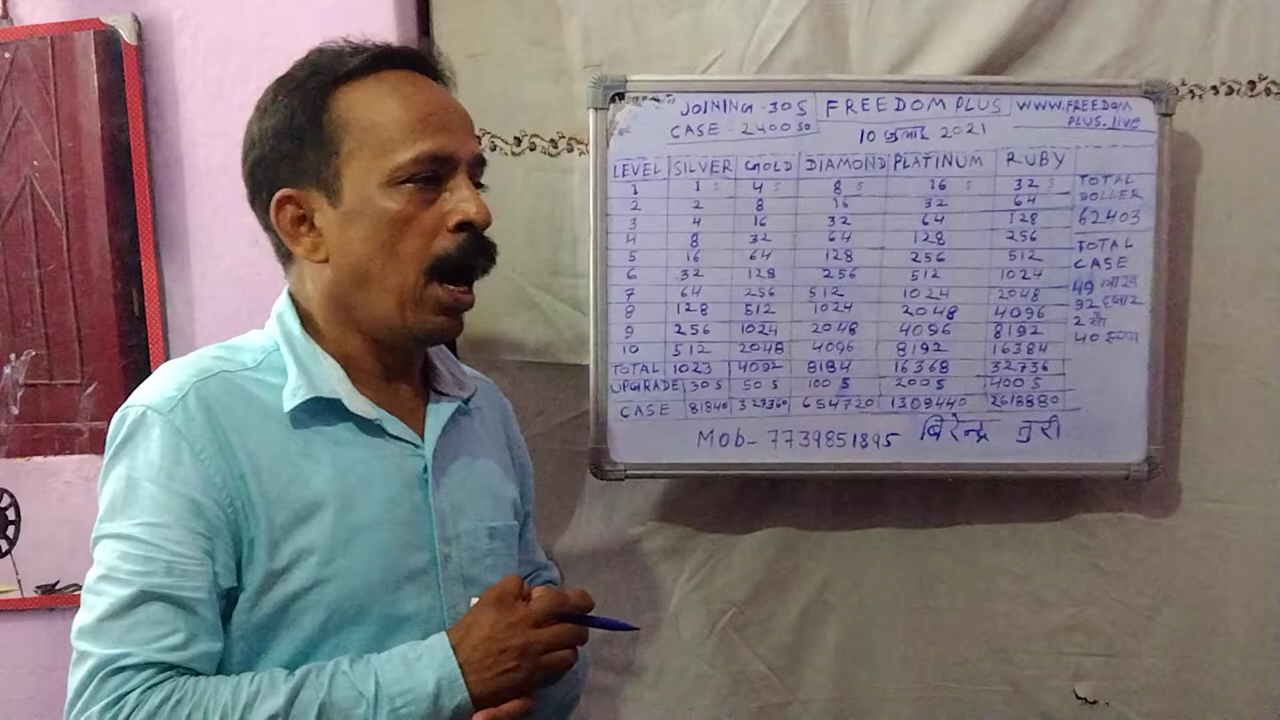 JOINING - 30 S FREEDOM PLUS WWW.FREEDOM
CASE - 2400 S0 10 जुलाई 2021 PLUS.live
LEVEL SILVER GOLD DIAMOND PLATINUM RUBY
1 1 S 4 S 8 S 16 S 32 S
2 2 8 16 32 64
3 4 16 32 64 128
4 8 32 64 128 256
5 16 64 128 256 512
6 32 128 256 512 1024
7 64 256 512 1024 2048
8 128 512 1024 2048 4096
9 256 1024 2048 4096 8192
10 512 2048 4096 8192 16384
TOTAL 1023 4092 8184 16368 32736
UPGRADE 30 S 50 S 100 S 200 S 400 S
CASE 81840 327360 654720 1309440 2618880
TOTAL
DOLLER
62403
TOTAL
CASE
49 लाख
92 हजार
2 सौ
40 रूपया
Mob- 7739851895 बिरेन्द्र तुरी